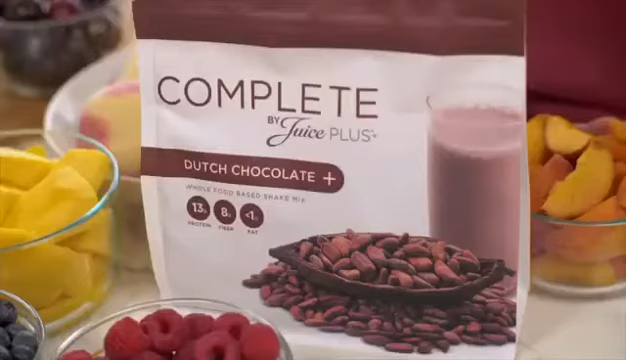 COMPLETE
BY Juice PLUS+
DUTCH CHOCOLATE +
WHOLE FOOD BASED SHAKE MIX
13g 8g <1g
PROTEIN FIBER FAT